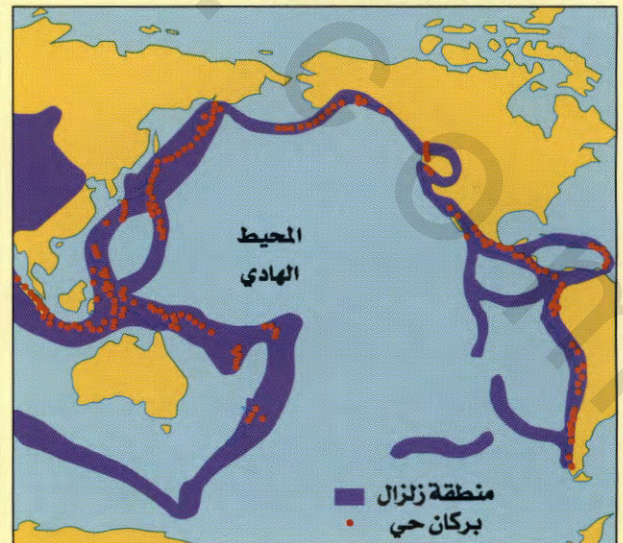 المحيط
الهادي
منطقة زلزال
بركان حي